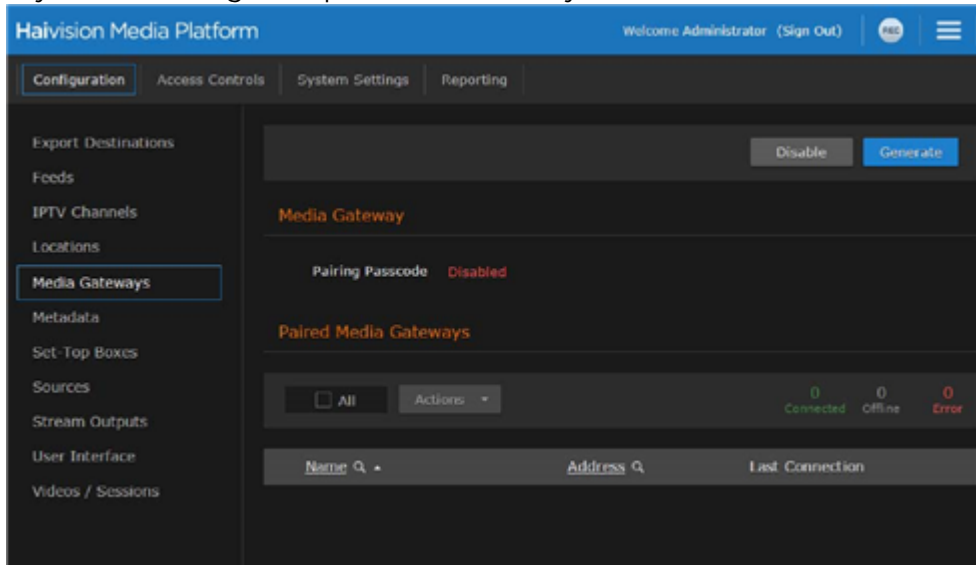 Haivision Media Platform
Welcome Administrator (Sign Out)
REC
Configuration
Access Controls
System Settings
Reporting
Export Destinations
Feeds
IPTV Channels
Locations
Media Gateways
Metadata
Set-Top Boxes
Sources
Stream Outputs
User Interface
Videos / Sessions
Disable
Generate
Media Gateway
Pairing Passcode Disabled
Paired Media Gateways
All
Actions
0 Connected
0 Offline
0 Error
Name
Address
Last Connection